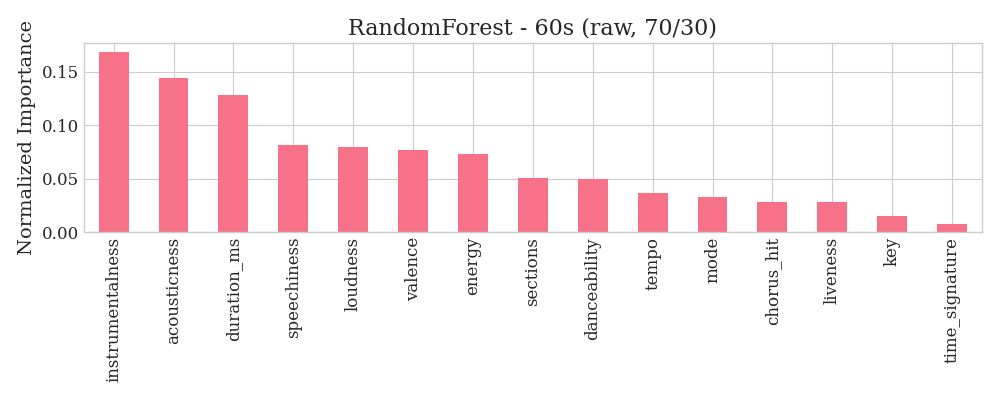 RandomForest - 60s (raw, 70/30)
Normalized Importance
0.15
0.10
0.05
0.00
instrumentalness
acousticness
duration_ms
speechiness
loudness
valence
energy
sections
danceability
tempo
mode
chorus_hit
liveness
key
time_signature